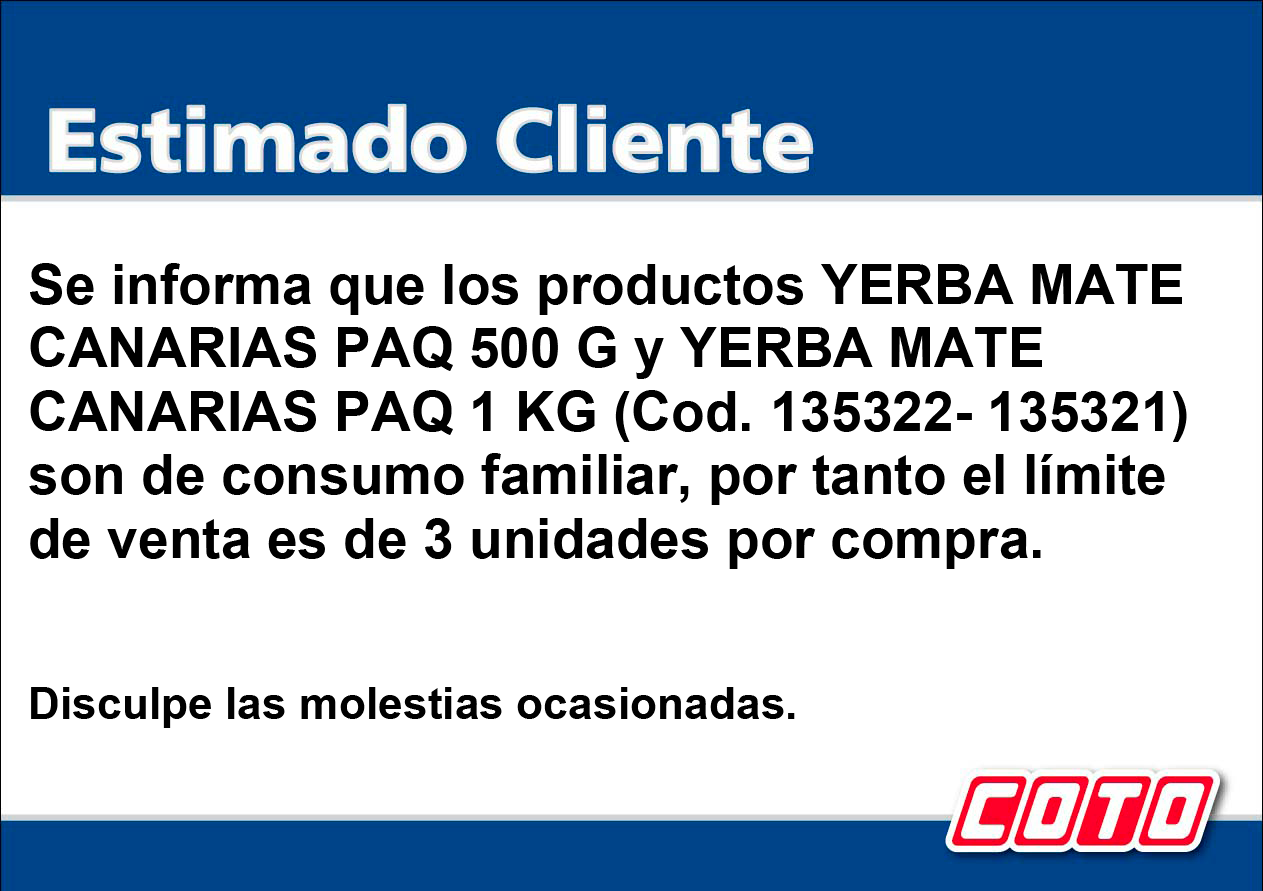 Estimado Cliente
Se informa que los productos YERBA MATE
CANARIAS PAQ 500 G y YERBA MATE
CANARIAS PAQ 1 KG (Cod. 135322- 135321)
son de consumo familiar, por tanto el límite
de venta es de 3 unidades por compra.
Disculpe las molestias ocasionadas.
COTO